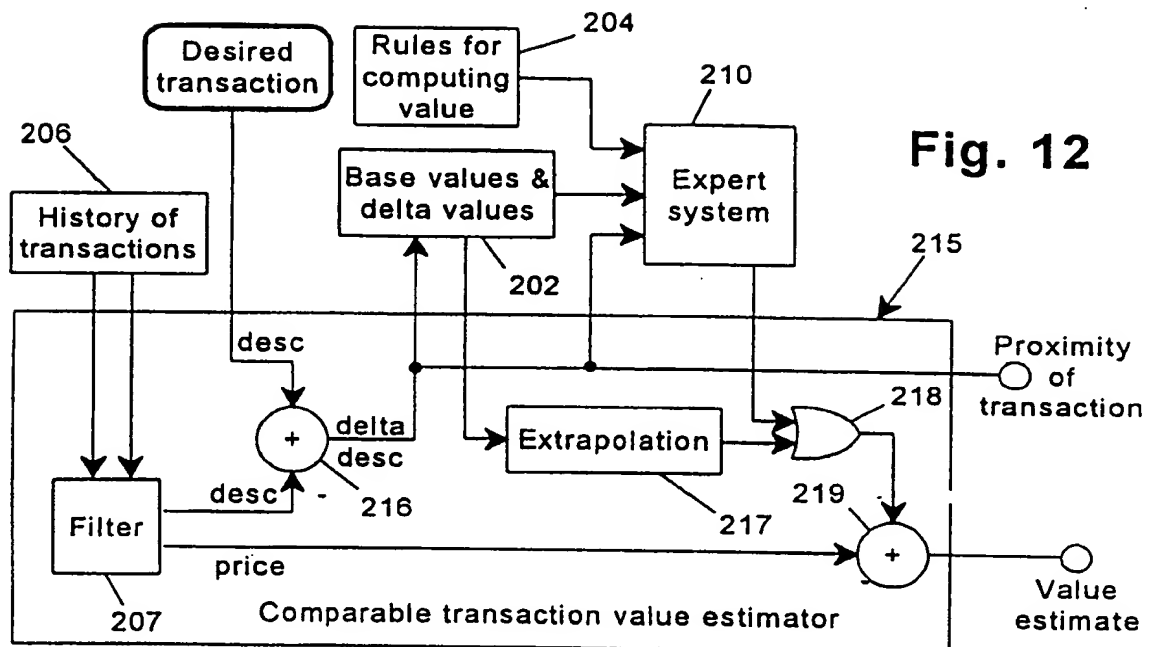 Desired
transaction
Rules for
computing
value
204
210
Fig. 12
206
History of
transactions
Base values &
delta values
202
Expert
system
215
desc
Proximity
of
transaction
+
delta
desc
216
Extrapolation
217
218
Filter
desc
-
207
price
219
-
+
-
Value
estimate
Comparable transaction value estimator